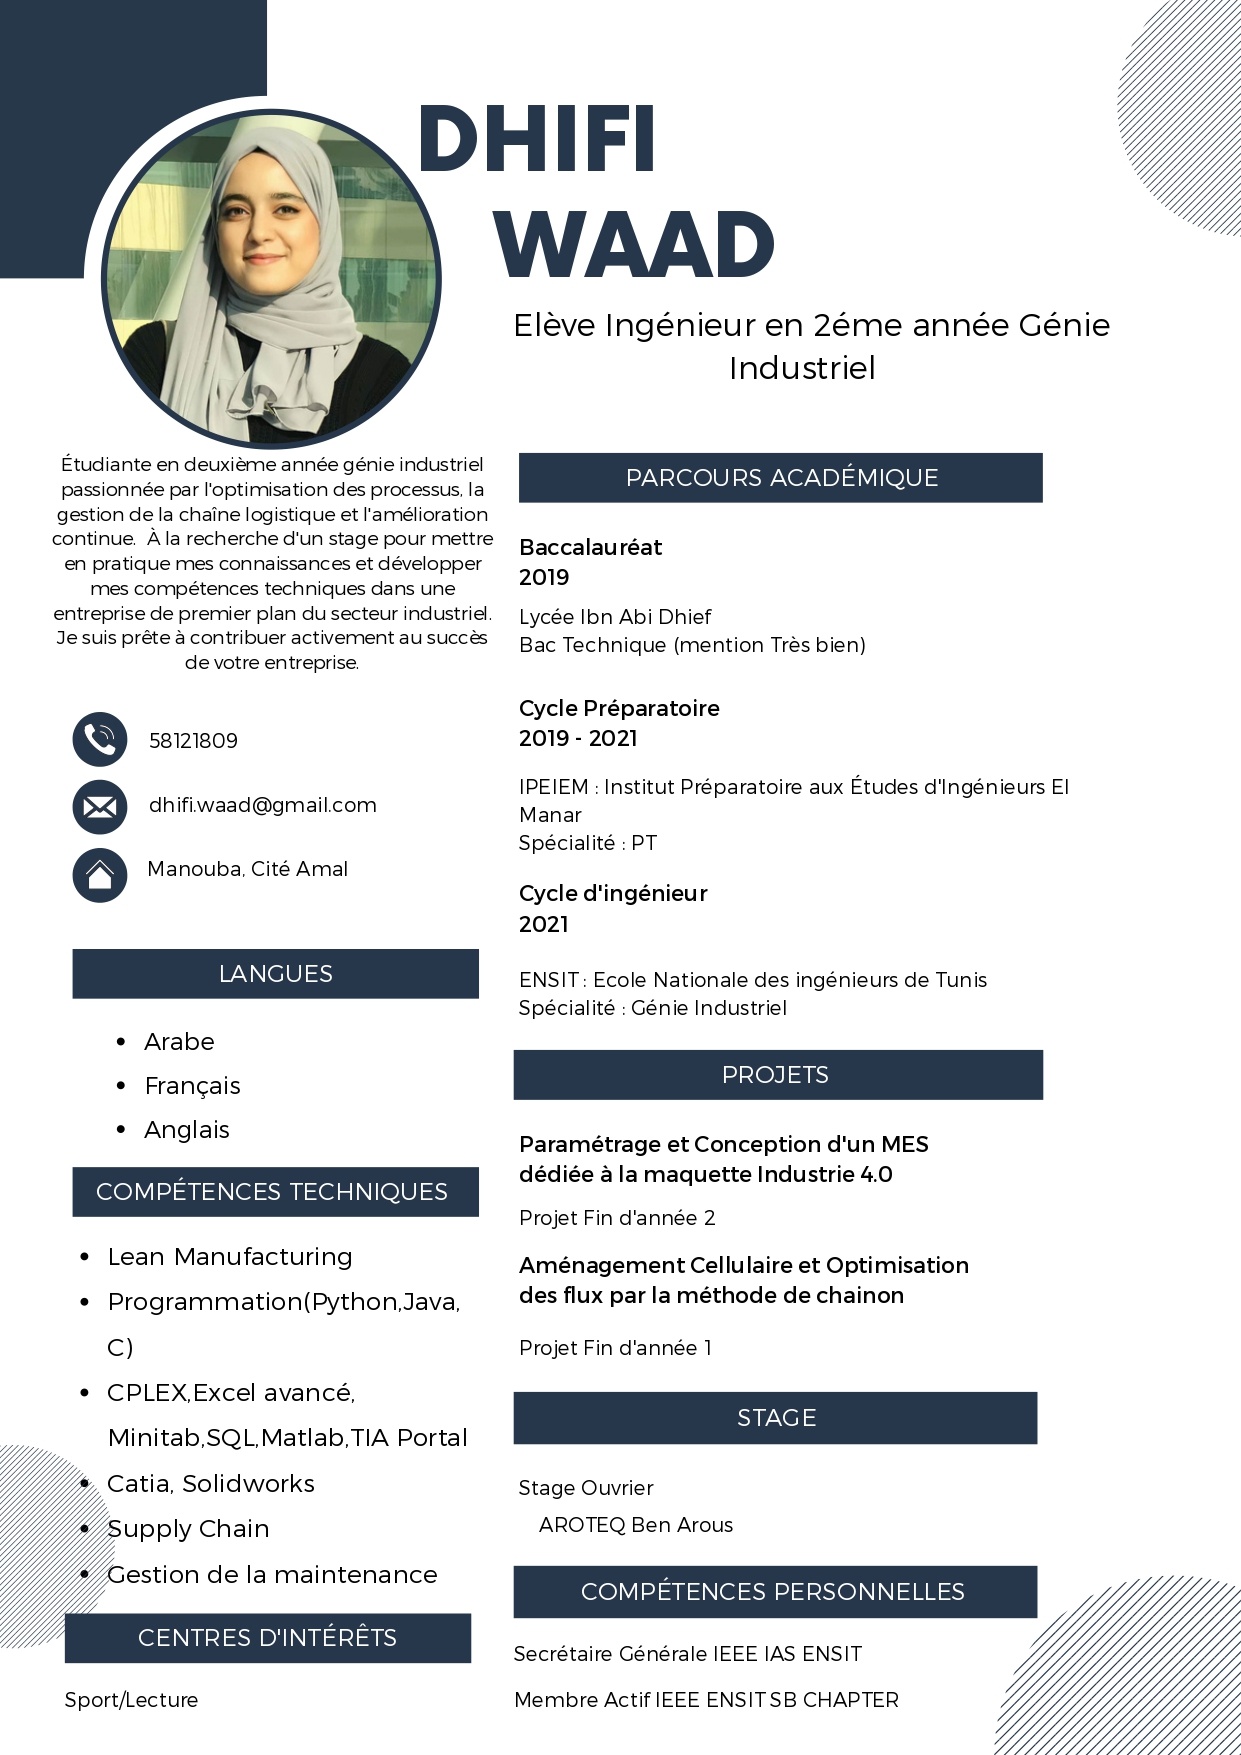 DHIFI
WAAD
Elève Ingénieur en 2éme année Génie
Industriel
Étudiante en deuxième année génie industriel
passionnée par l'optimisation des processus, la
gestion de la chaîne logistique et l'amélioration
continue. À la recherche d'un stage pour mettre
en pratique mes connaissances et développer
mes compétences techniques dans une
entreprise de premier plan du secteur industriel.
Je suis prête à contribuer activement au succès
de votre entreprise.
58121809
dhifi.waad@gmail.com
Manouba, Cité Amal
LANGUES
• Arabe
• Français
• Anglais
COMPÉTENCES TECHNIQUES
• Lean Manufacturing
• Programmation(Python,Java,
C)
• CPLEX,Excel avancé,
Minitab,SQL,Matlab,TIA Portal
• Catia, Solidworks
• Supply Chain
• Gestion de la maintenance
CENTRES D'INTÉRÊTS
Sport/Lecture
PARCOURS ACADÉMIQUE
Baccalauréat
2019
Lycée Ibn Abi Dhief
Bac Technique (mention Très bien)
Cycle Préparatoire
2019 - 2021
IPEIEM : Institut Préparatoire aux Études d'Ingénieurs El
Manar
Spécialité : PT
Cycle d'ingénieur
2021
ENSIT : Ecole Nationale des ingénieurs de Tunis
Spécialité : Génie Industriel
PROJETS
Paramétrage et Conception d'un MES
dédiée à la maquette Industrie 4.0
Projet Fin d'année 2
Aménagement Cellulaire et Optimisation
des flux par la méthode de chainon
Projet Fin d'année 1
STAGE
Stage Ouvrier
AROTEQ Ben Arous
COMPÉTENCES PERSONNELLES
Secrétaire Générale IEEE IAS ENSIT
Membre Actif IEEE ENSIT SB CHAPTER